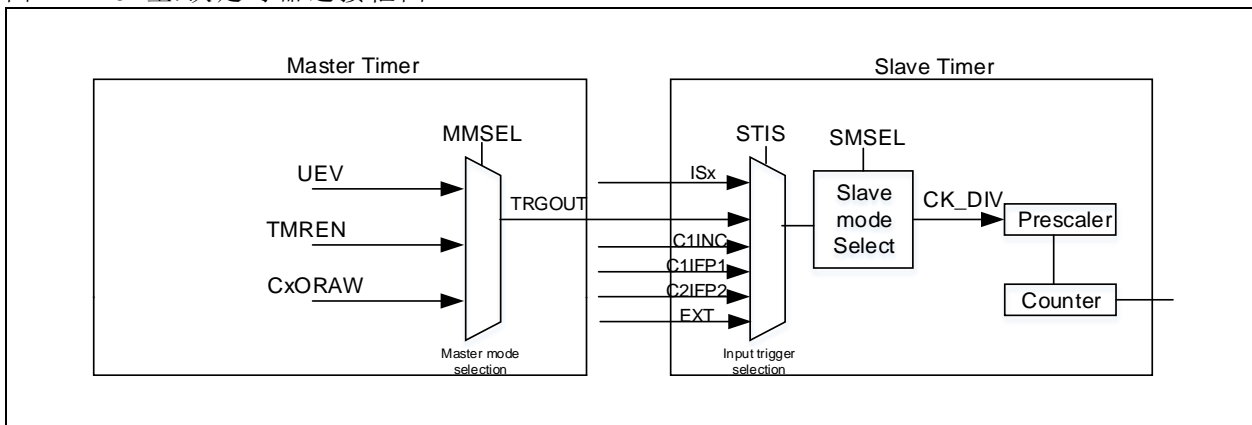 Master Timer
Slave Timer
MMSEL
STIS
SMSEL
UEV
TMREN
CxORAW
TRGOUT
ISx
C1INC
C1IFP1
C2IFP2
EXT
Slave
mode
Select
CK_DIV
Prescaler
Counter
Master mode
selection
Input trigger
selection